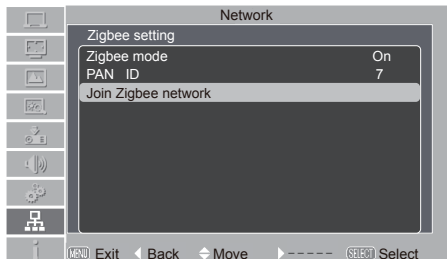 Network
Zigbee setting
Zigbee mode On
PAN ID 7
Join Zigbee network
MENU Exit Back Move ----- SELECT Select